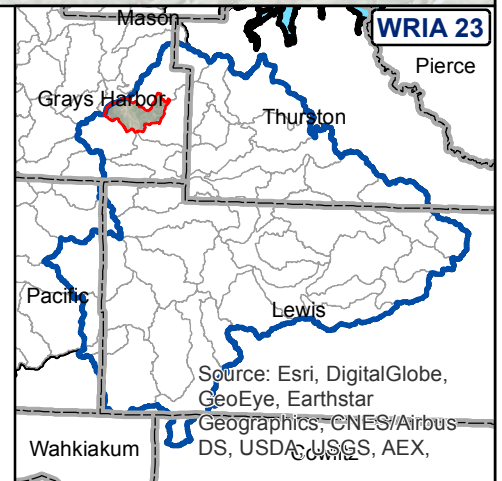 Mason
WRIA 23
Pierce
Grays Harbor
Thurston
Pacific
Lewis
Source: Esri, DigitalGlobe,
GeoEye, Earthstar
Geographics, CNES/Airbus
DS, USDA, USGS, AEX,
Wahkiakum
Cowlitz